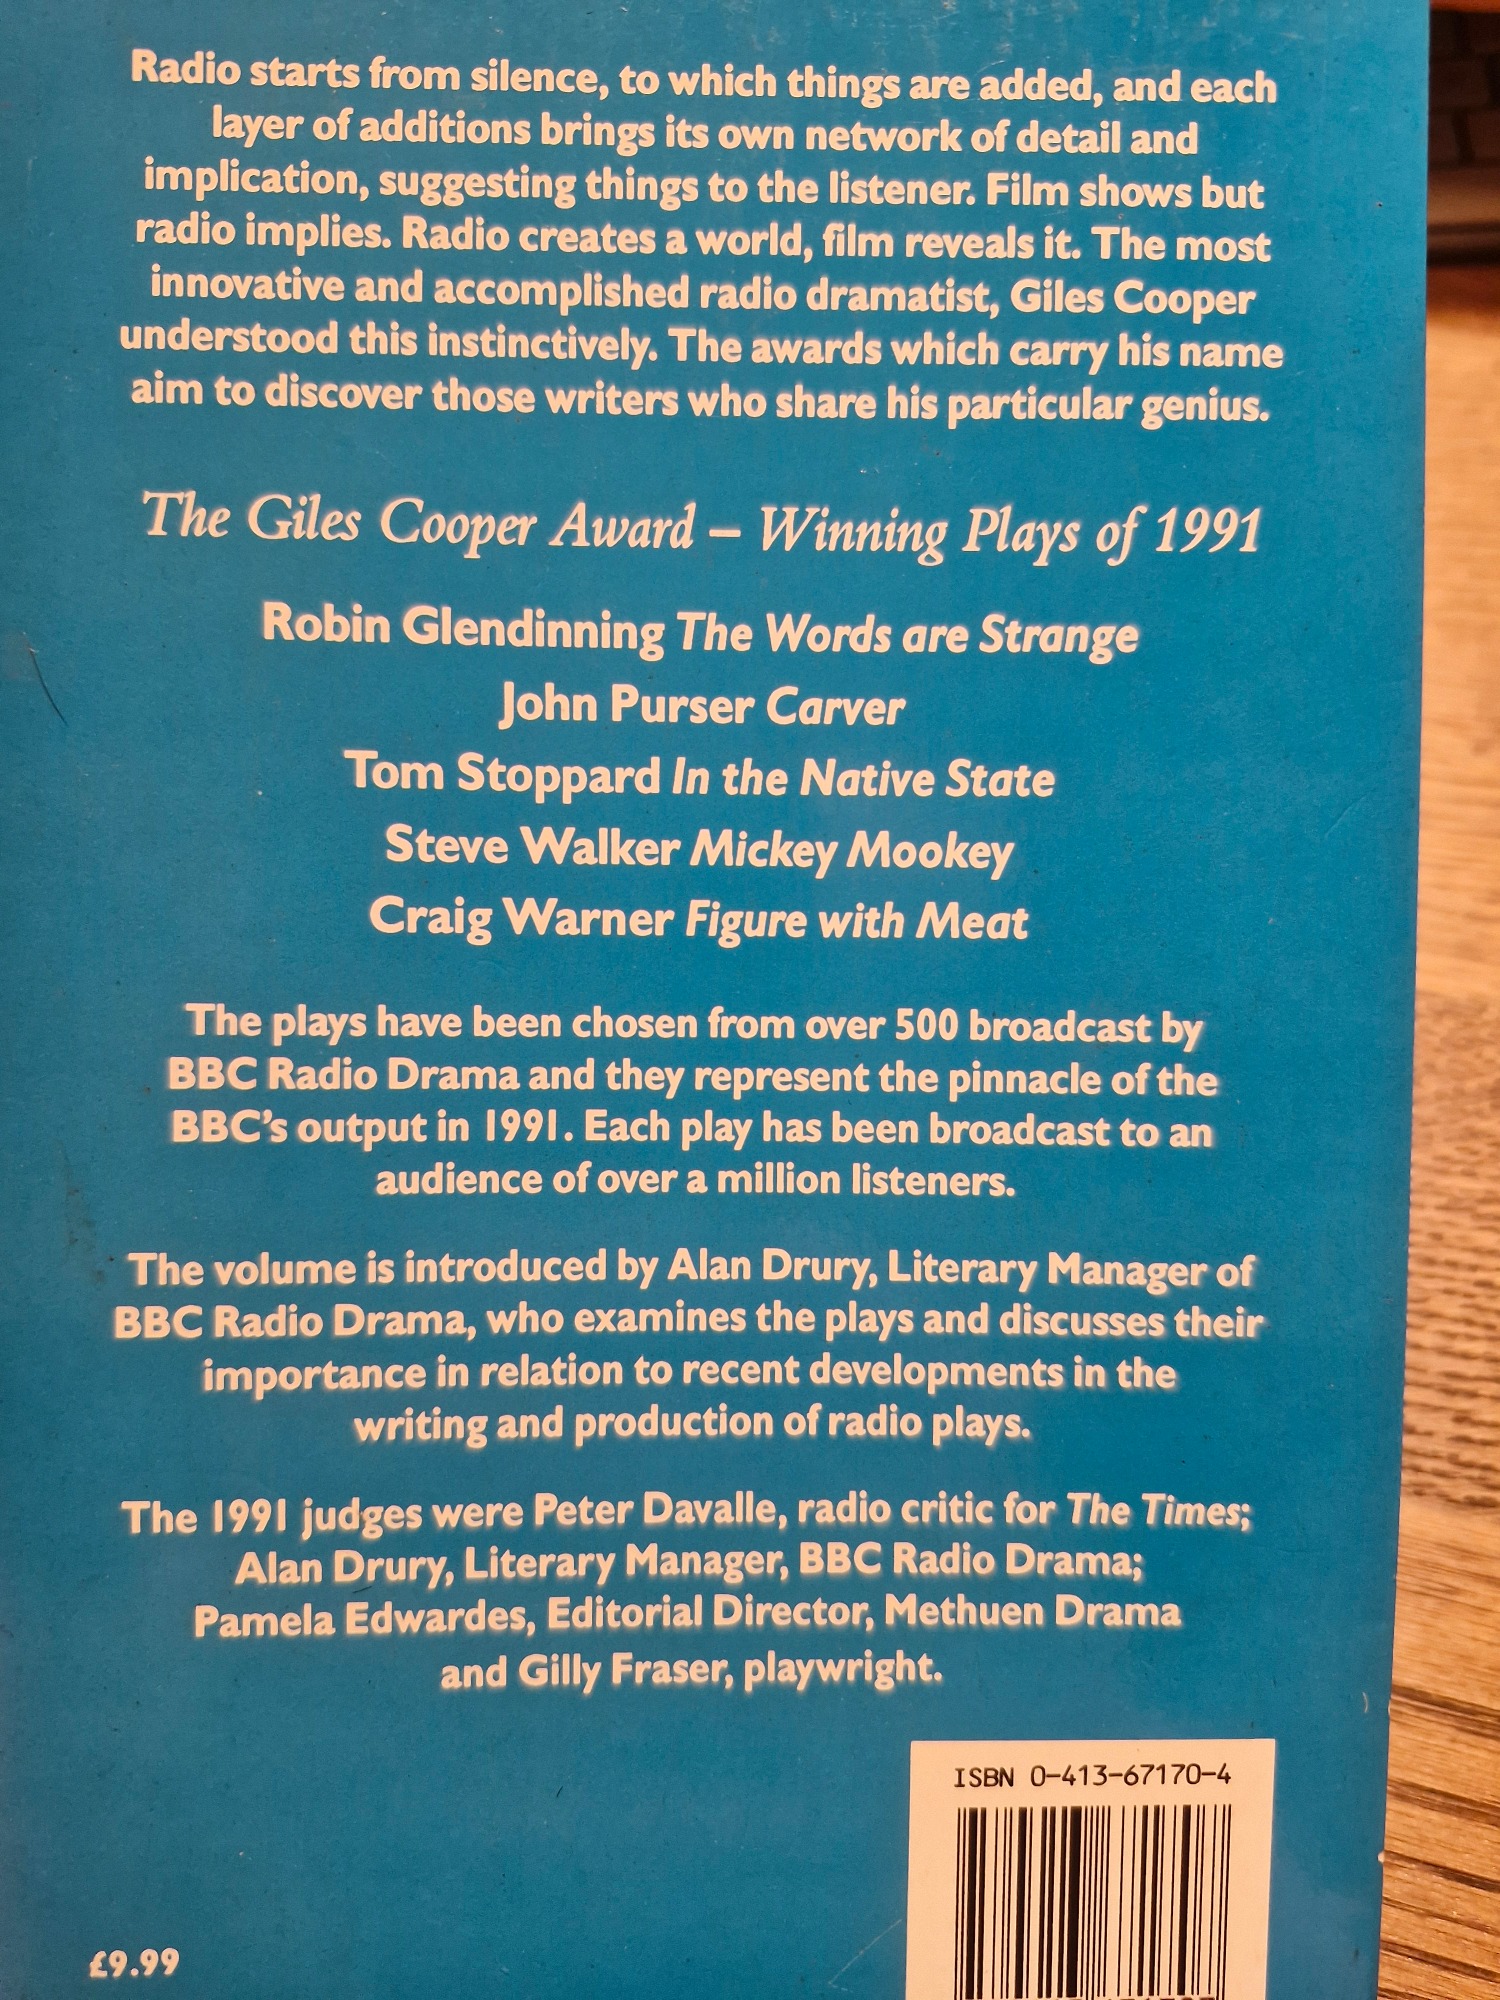 Radio starts from silence, to which things are added, and each
layer of additions brings its own network of detail and
implication, suggesting things to the listener. Film shows but
radio implies. Radio creates a world, film reveals it. The most
innovative and accomplished radio dramatist, Giles Cooper
understood this instinctively. The awards which carry his name
aim to discover those writers who share his particular genius.
The Giles Cooper Award – Winning Plays of 1991
Robin Glendinning The Words are Strange
John Purser Carver
Tom Stoppard In the Native State
Steve Walker Mickey Mookey
Craig Warner Figure with Meat
The plays have been chosen from over 500 broadcast by
BBC Radio Drama and they represent the pinnacle of the
BBC's output in 1991. Each play has been broadcast to an
audience of over a million listeners.
The volume is introduced by Alan Drury, Literary Manager of
BBC Radio Drama, who examines the plays and discusses their
importance in relation to recent developments in the
writing and production of radio plays.
The 1991 judges were Peter Davalle, radio critic for The Times;
Alan Drury, Literary Manager, BBC Radio Drama;
Pamela Edwardes, Editorial Director, Methuen Drama
and Gilly Fraser, playwright.
ISBN 0-413-67170-4
£9.99